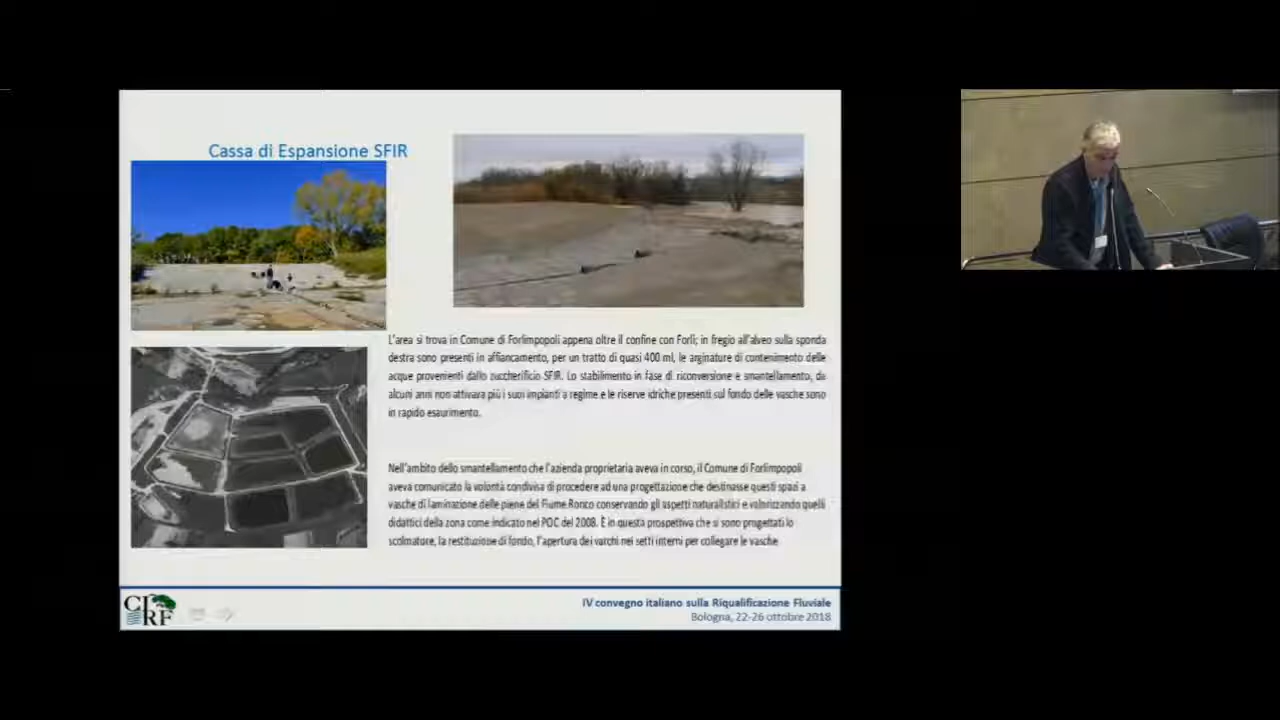 Cassa di Espansione SFIR
L'area si trova in Comune di Forlimpopoli appena oltre il confine con Forlì; in fregio all'alveo sulla sponda
destra sono presenti in affiancamento, per un tratto di quasi 400 ml, le arginature di contenimento delle
acque provenienti dallo zuccherificio SFIR. Lo stabilimento in fase di riconversione e smantellamento, da
alcuni anni non attivava più i suoi impianti a regime e le riserve idriche presenti sul fondo delle vasche sono
in rapido esaurimento.
Nell'ambito dello smantellamento che l'azienda proprietaria aveva in corso, il Comune di Forlimpopoli
aveva comunicato la volontà condivisa di procedere ad una progettazione che destinasse questi spazi a
vasche di laminazione delle piene del Fiume Ronco conservando gli aspetti naturalistici e valorizzando quelli
didattici della zona come indicato nel POC del 2008. È in questa prospettiva che si sono progettati lo
scolmatore, la restituzione di fondo, l'apertura dei varchi nei setti interni per collegare le vasche
CIRF
IV convegno italiano sulla Riqualificazione Fluviale
Bologna, 22-26 ottobre 2018